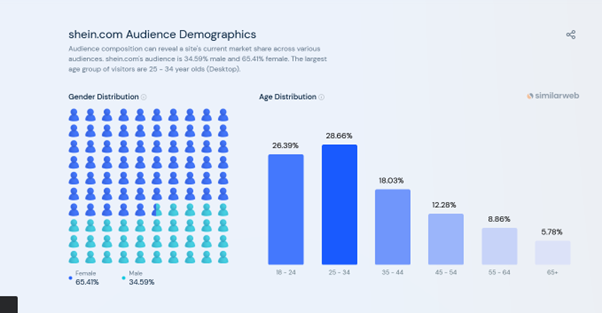 shein.com Audience Demographics
Audience composition can reveal a site's current market share across various
audiences. shein.com's audience is 34.59% male and 65.41% female. The largest
age group of visitors are 25 - 34 year olds (Desktop).
Gender Distribution
Age Distribution
similarweb
26.39%
28.66%
18.03%
12.28%
8.86%
5.78%
18 - 24
25 - 34
35 - 44
45 - 54
55 - 64
65+
Female
65.41%
Male
34.59%